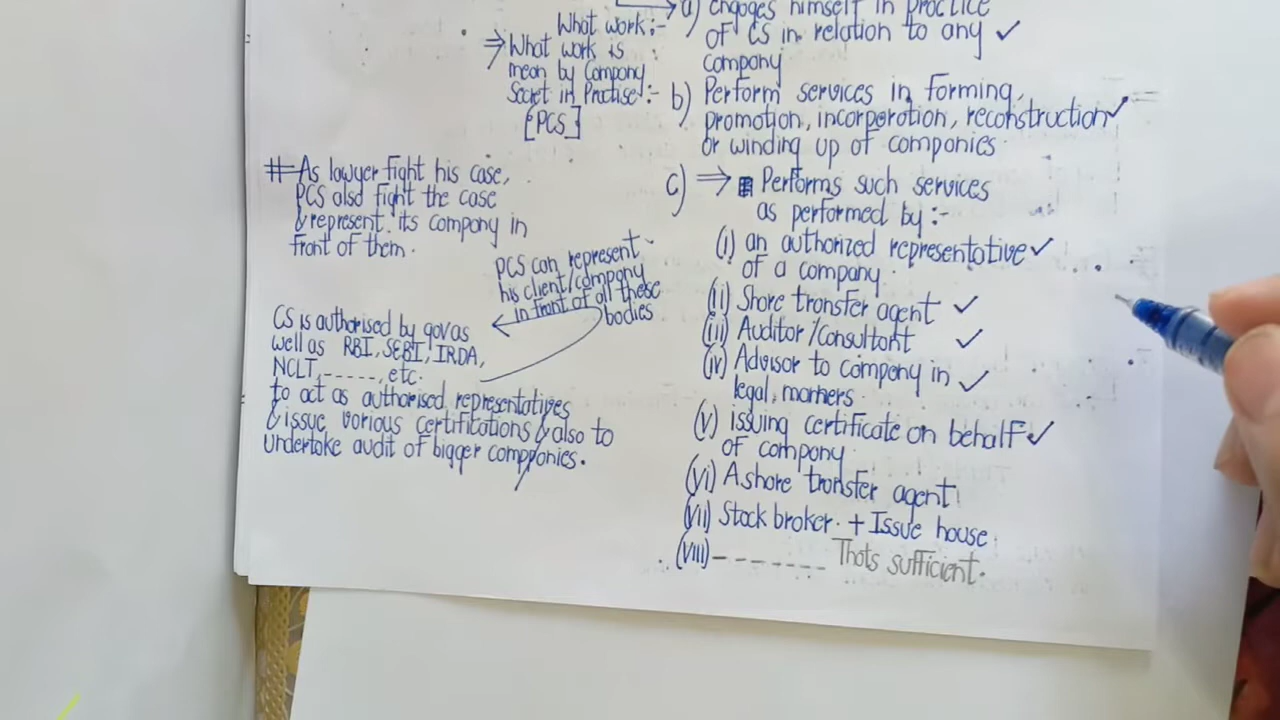 a) engages himself in practice
of CS in relation to any ✓
company
b) Perform services in forming,
promotion, incorporation, reconstruction ✓
or winding up of companies
c) ⇒ Performs such services
as performed by:-
(i) an authorized representative ✓
of a company
(ii) Share transfer agent ✓
(iii) Auditor/Consultant ✓
(iv) Advisor to company in ✓
legal, matters
(v) Issuing certificate on behalf ✓
of company
(vi) A share transfer agent
(vii) Stock broker. + Issue house
(viii) - - - - - - - Thats sufficient.
What work:-
⇒ What work is
mean by Company
Secret in Practise:-
[PCS]
# As lawyer fight his case,
PCS also fight the case
& represent its company in
front of them.
PCS can represent
his client/company
in front of all these
bodies
CS is authorised by gov as
well as RBI, SEBI, IRDA,
NCLT, - - - - -, etc.
to act as authorised representatives
& issue various certifications & also to
undertake audit of bigger companies.